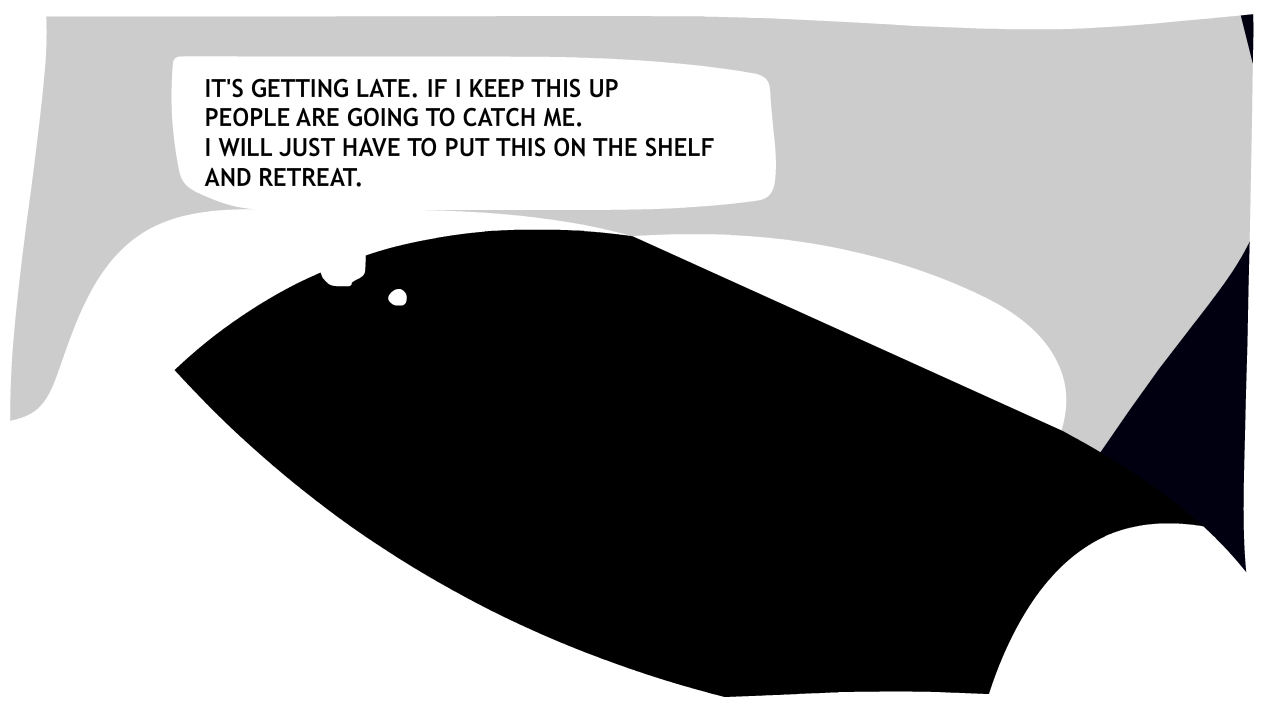 IT'S GETTING LATE. IF I KEEP THIS UP
PEOPLE ARE GOING TO CATCH ME.
I WILL JUST HAVE TO PUT THIS ON THE SHELF
AND RETREAT.